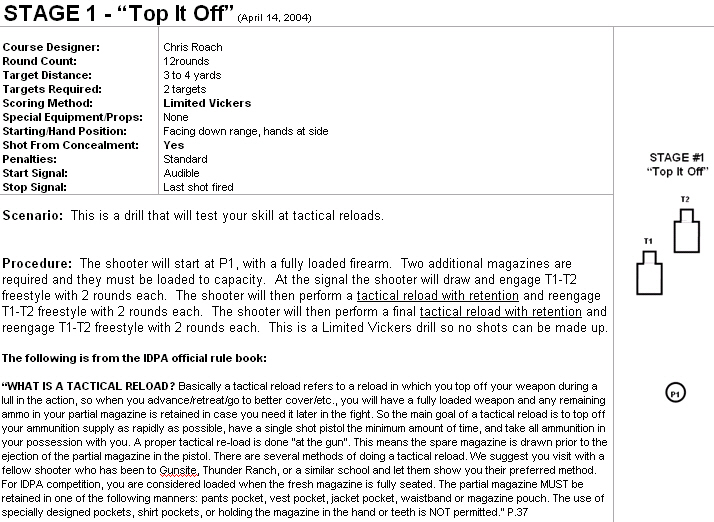 STAGE 1 - “Top It Off” (April 14, 2004)
Course Designer: Chris Roach
Round Count: 12rounds
Target Distance: 3 to 4 yards
Targets Required: 2 targets
Scoring Method: Limited Vickers
Special Equipment/Props: None
Starting/Hand Position: Facing down range, hands at side
Shot From Concealment: Yes
Penalties: Standard
Start Signal: Audible
Stop Signal: Last shot fired
Scenario: This is a drill that will test your skill at tactical reloads.
Procedure: The shooter will start at P1, with a fully loaded firearm. Two additional magazines are
required and they must be loaded to capacity. At the signal the shooter will draw and engage T1-T2
freestyle with 2 rounds each. The shooter will then perform a tactical reload with retention and reengage
T1-T2 freestyle with 2 rounds each. The shooter will then perform a final tactical reload with retention and
reengage T1-T2 freestyle with 2 rounds each. This is a Limited Vickers drill so no shots can be made up.
The following is from the IDPA official rule book:
“WHAT IS A TACTICAL RELOAD? Basically a tactical reload refers to a reload in which you top off your weapon during a
lull in the action, so when you advance/retreat/go to better cover/etc., you will have a fully loaded weapon and any remaining
ammo in your partial magazine is retained in case you need it later in the fight. So the main goal of a tactical reload is to top off
your ammunition supply as rapidly as possible, have a single shot pistol the minimum amount of time, and take all ammunition in
your possession with you. A proper tactical re-load is done "at the gun". This means the spare magazine is drawn prior to the
ejection of the partial magazine in the pistol. There are several methods of doing a tactical reload. We suggest you visit with a
fellow shooter who has been to Gunsite, Thunder Ranch, or a similar school and let them show you their preferred method.
For IDPA competition, you are considered loaded when the fresh magazine is fully seated. The partial magazine MUST be
retained in one of the following manners: pants pocket, vest pocket, jacket pocket, waistband or magazine pouch. The use of
specially designed pockets, shirt pockets, or holding the magazine in the hand or teeth is NOT permitted.” P.37
STAGE #1
“Top It Off”
T2
T1
P1